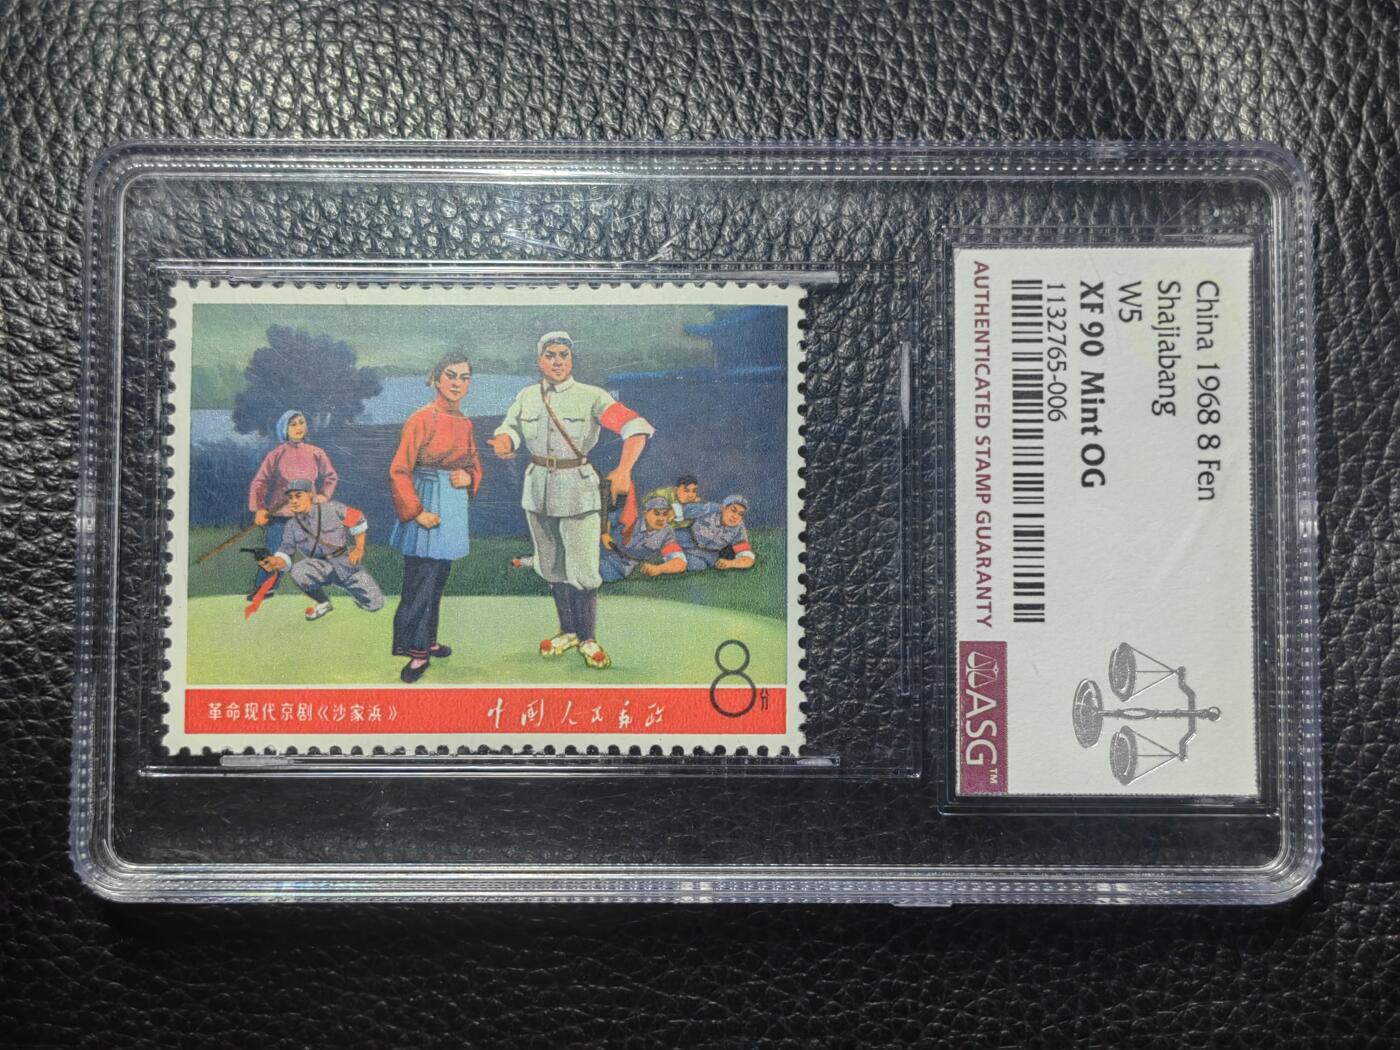 革命现代京剧《沙家浜》
中国人民邮政
8分
China 1968 8 Fen
Shajiabang
W5
XF 90 Mint OG
1132765-006
AUTHENTICATED STAMP GUARANTY
ASG™